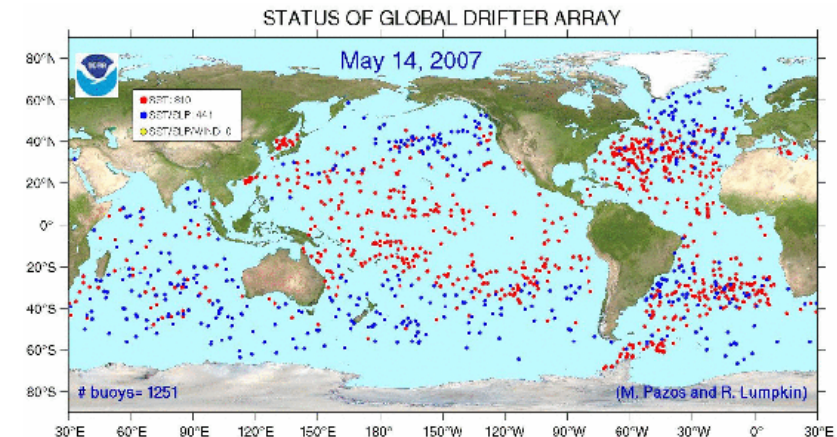 STATUS OF GLOBAL DRIFTER ARRAY
May 14, 2007
80°N
60°N
40°N
20°N
0°
20°S
40°S
60°S
80°S
SST: 810
SST/SLP: 441
SST/SLP/WIND: 0
# buoys= 1251
(M. Pazos and R. Lumpkin)
30°E 60°E 90°E 120°E 150°E 180° 150°W 120°W 90°W 60°W 30°W 0° 30°E